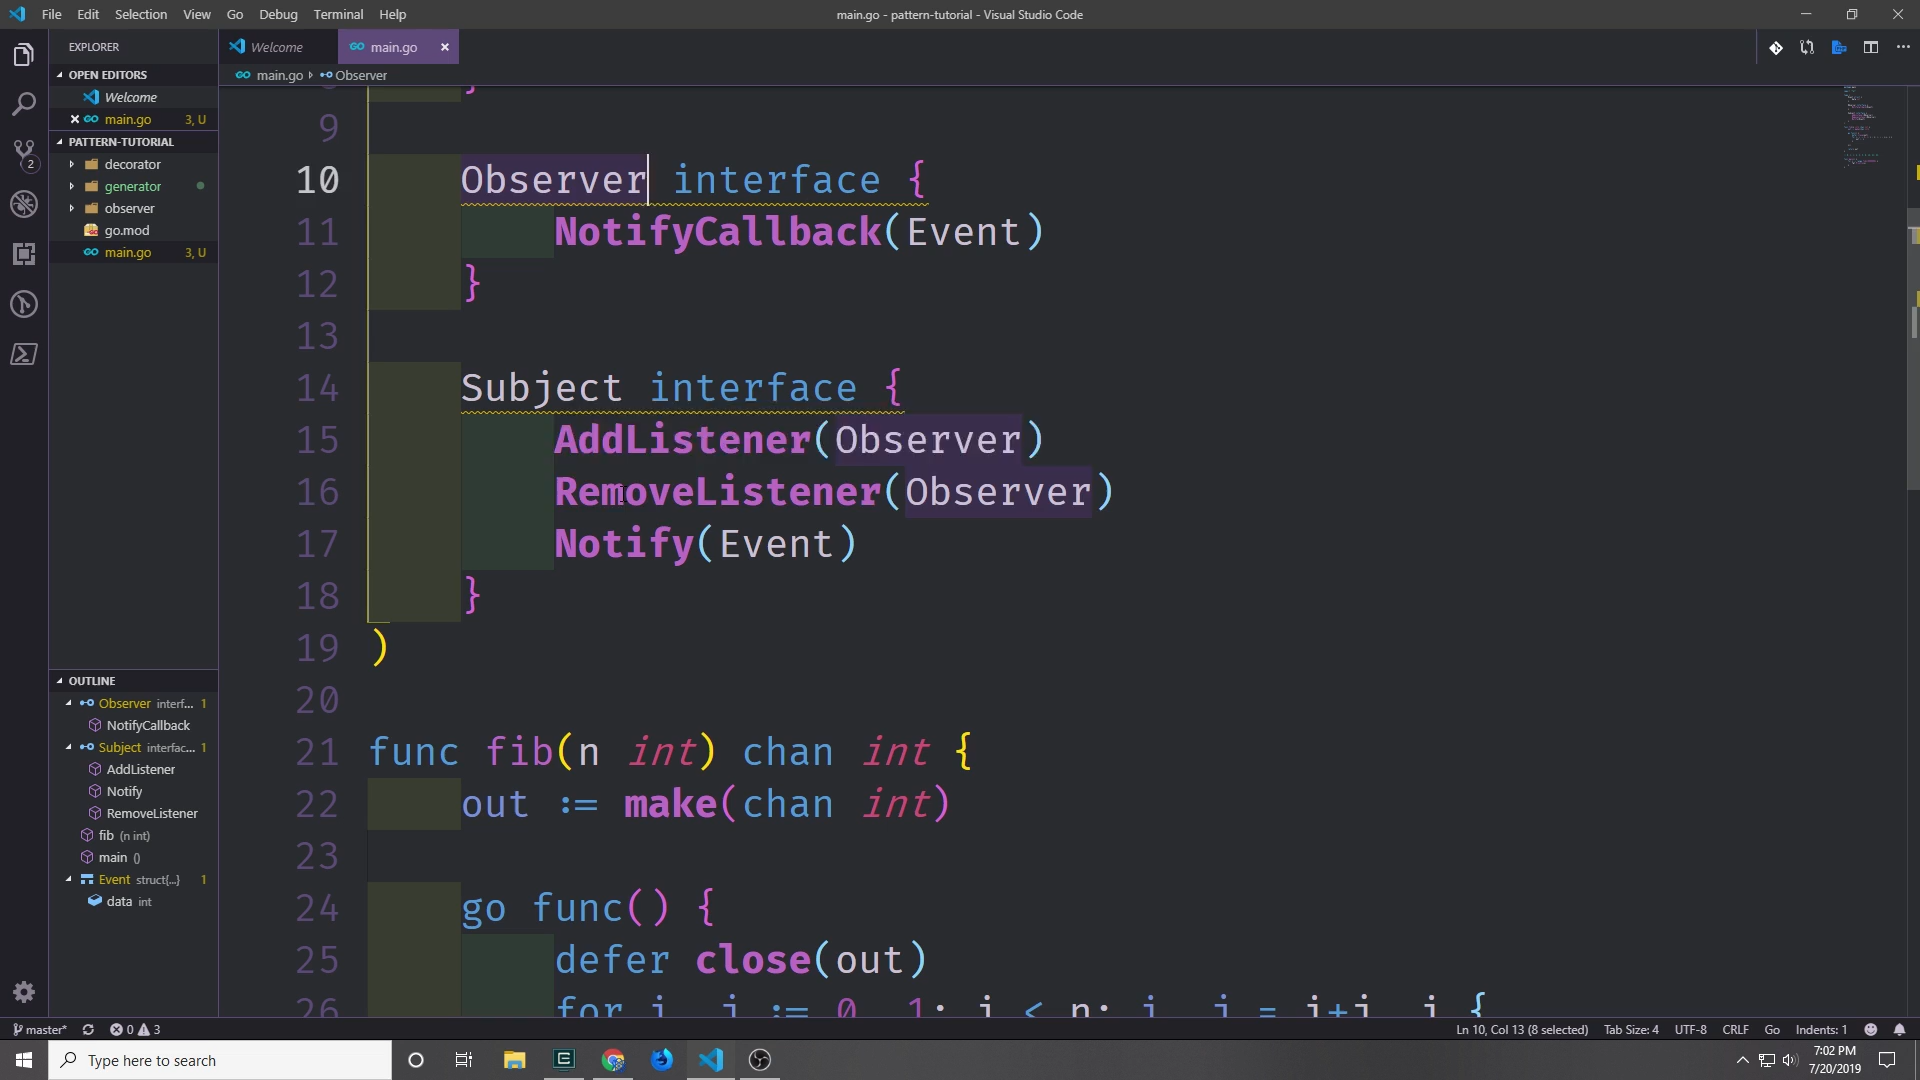 File Edit Selection View Go Debug Terminal Help
main.go - pattern-tutorial - Visual Studio Code
EXPLORER
Welcome
main.go
OPEN EDITORS
main.go Observer
Welcome
main.go 3, U
PATTERN-TUTORIAL
decorator
generator
observer
go.mod
main.go 3, U
2
9
10 Observer interface {
11 NotifyCallback(Event)
12 }
13
14 Subject interface {
15 AddListener(Observer)
16 RemoveListener(Observer)
17 Notify(Event)
18 }
19 )
20
21 func fib(n int) chan int {
22 out := make(chan int)
23
24 go func() {
25 defer close(out)
26 for i, j := 0, 1; i < n; i, j = i+j, i {
OUTLINE
Observer interf... 1
NotifyCallback
Subject interfac... 1
AddListener
Notify
RemoveListener
fib (n int)
main ()
Event struct{...} 1
data int
master* 0 3
Ln 10, Col 13 (8 selected) Tab Size: 4 UTF-8 CRLF Go Indents: 1
Type here to search
7:02 PM
7/20/2019